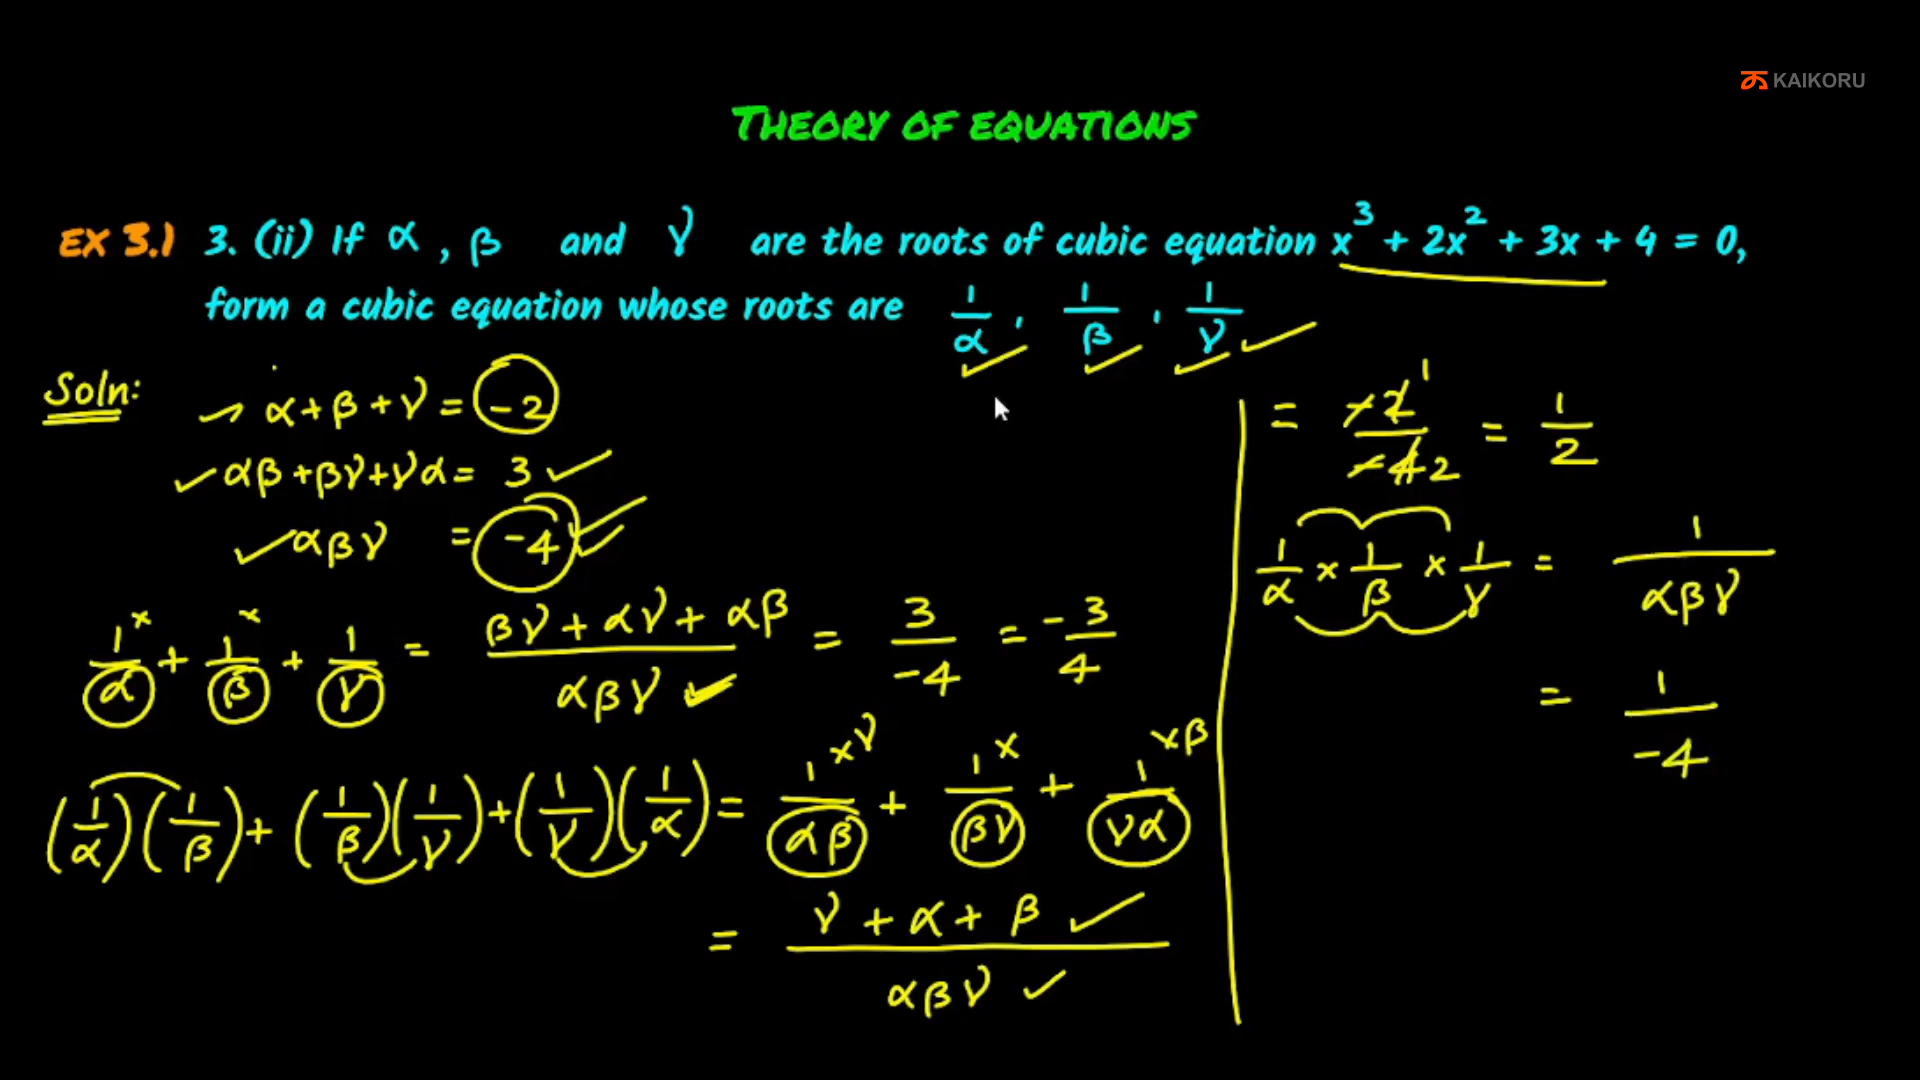 KAIKORU
THEORY OF EQUATIONS
EX 3.1 3. (ii) If α , β and γ are the roots of cubic equation x³ + 2x² + 3x + 4 = 0,
form a cubic equation whose roots are 1/α , 1/β , 1/γ
Soln:
α + β + γ = -2
αβ + βγ + γα = 3
αβγ = -4
1/α + 1/β + 1/γ = (βγ + αγ + αβ)/αβγ = 3/-4 = -3/4
(1/α)(1/β) + (1/β)(1/γ) + (1/γ)(1/α) = 1/αβ ×γ + 1/βγ × + 1/γα ×β
= (γ + α + β)/αβγ
= -2/-4 = 1/2
1/α × 1/β × 1/γ = 1/αβγ
= 1/-4